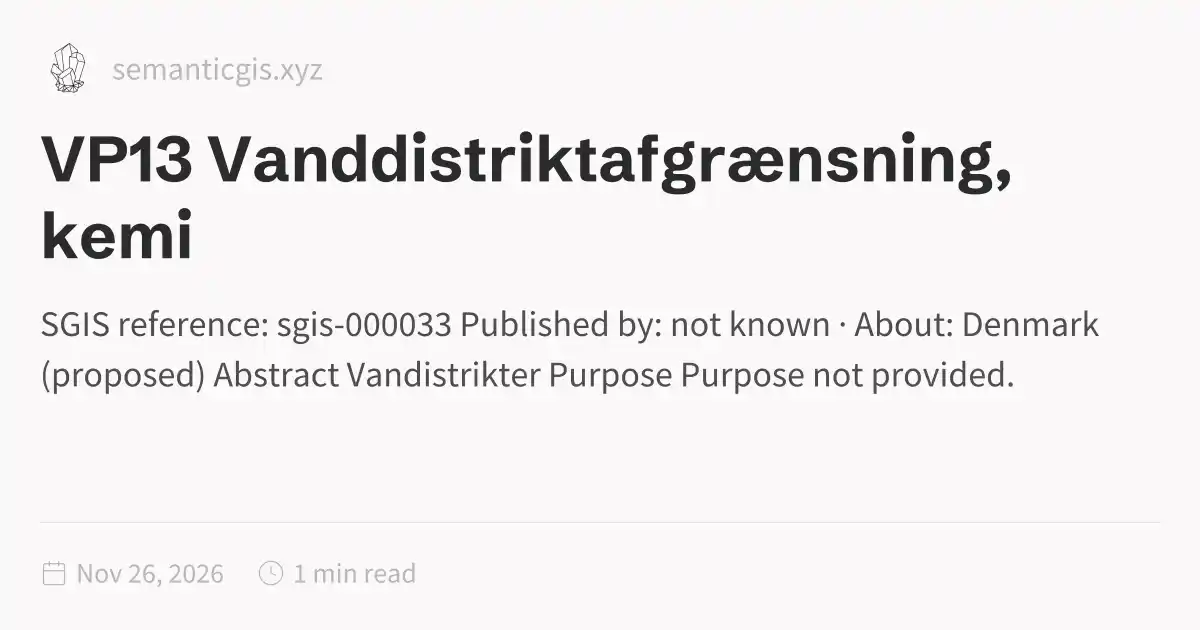 semanticgis.xyz
VP13 Vanddistriktafgrænsning,
kemi
SGIS reference: sgis-000033 Published by: not known · About: Denmark
(proposed) Abstract Vandistrikter Purpose Purpose not provided.
Nov 26, 2026 1 min read